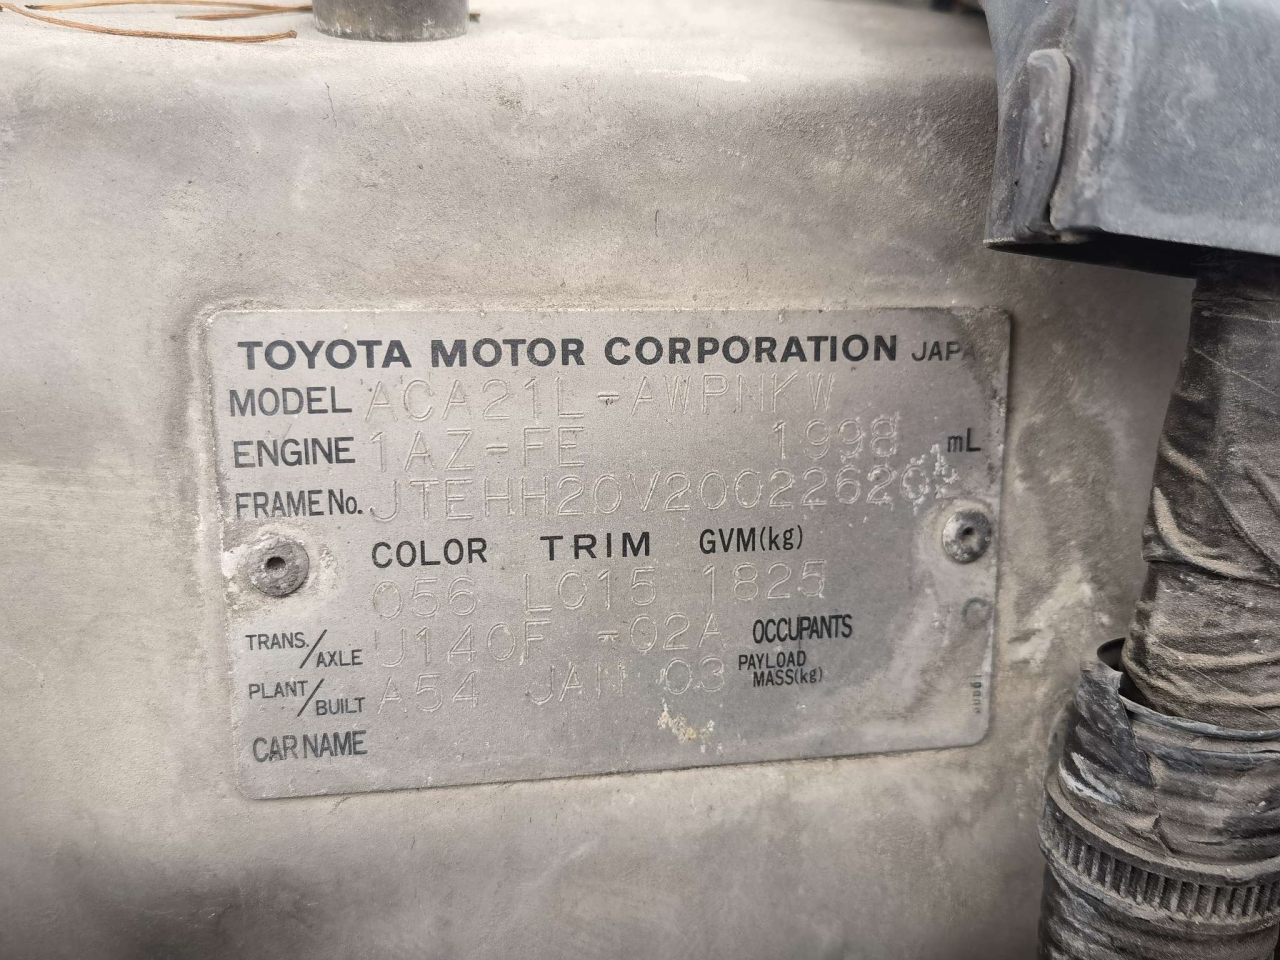 TOYOTA MOTOR CORPORATION JAPA
MODEL ACA21L-AWPNKW
ENGINE 1AZ-FE 1998 mL
FRAME No. JTEHH20V200226204
COLOR TRIM GVM(kg)
056 LC15 1825
TRANS./AXLE U140F -02A OCCUPANTS
PLANT/BUILT A54 JAN 03 PAYLOAD MASS(kg)
CAR NAME